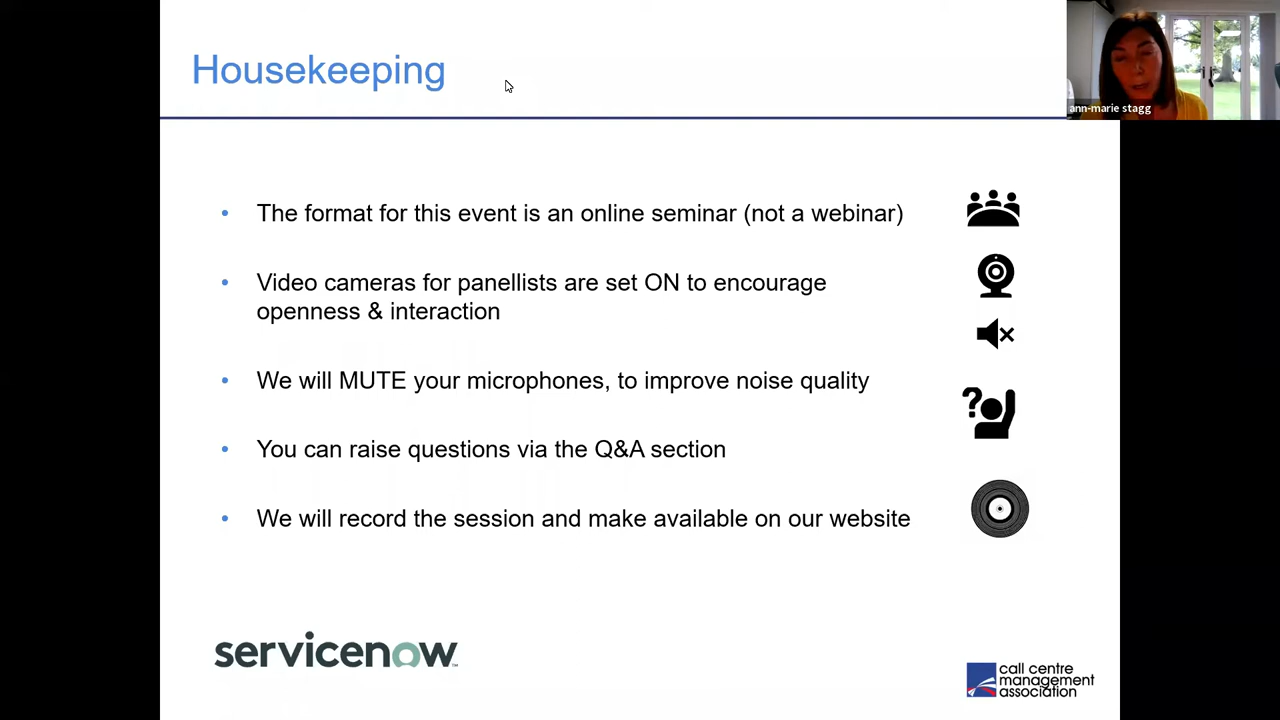 Housekeeping
ann-marie stagg
• The format for this event is an online seminar (not a webinar)
• Video cameras for panellists are set ON to encourage
openness & interaction
• We will MUTE your microphones, to improve noise quality
• You can raise questions via the Q&A section
• We will record the session and make available on our website
servicenow
call centre
management
association